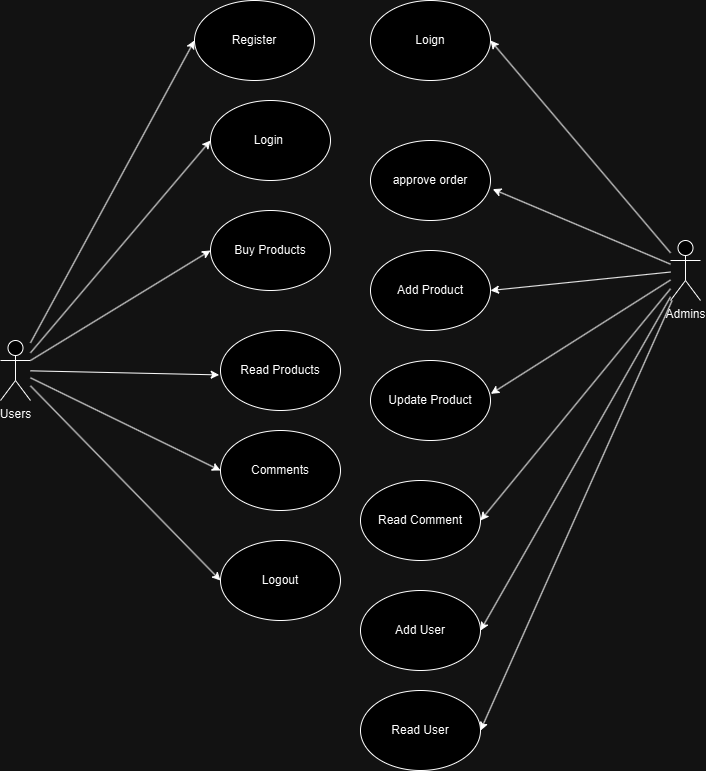 Register
Loign
Login
approve order
Buy Products
Add Product
Admins
Read Products
Update Product
Users
Comments
Read Comment
Logout
Add User
Read User